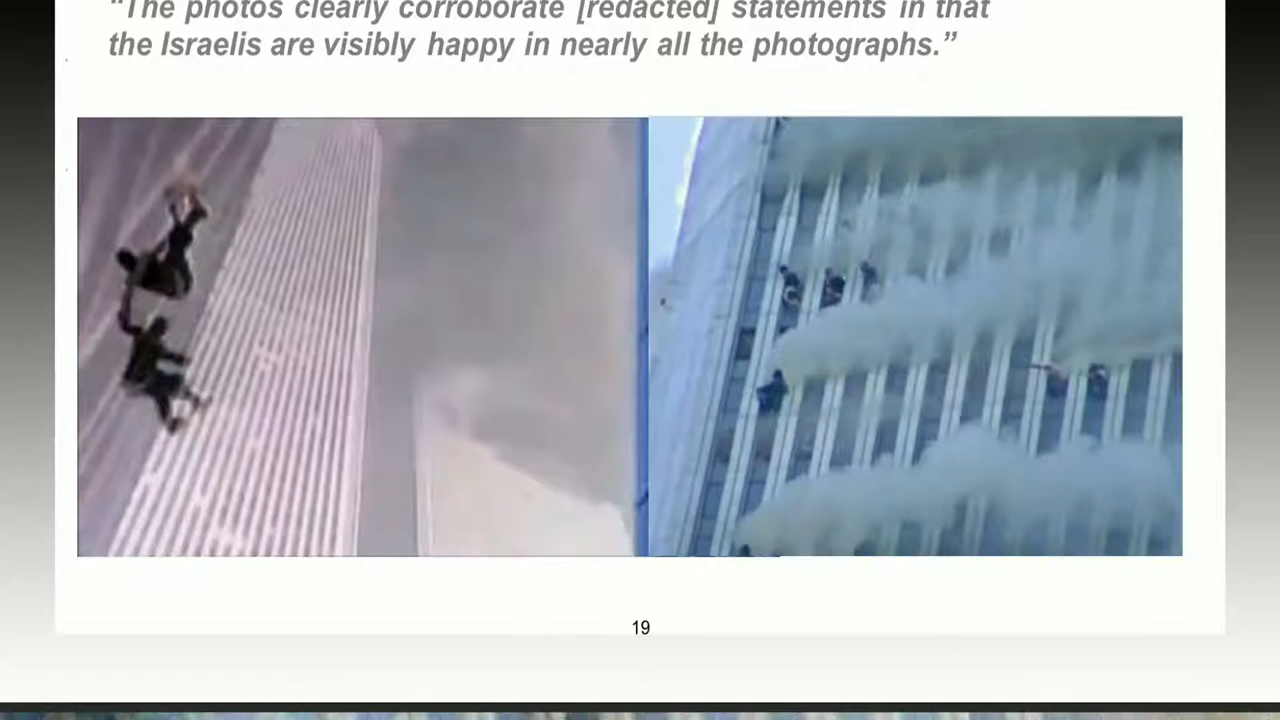 “The photos clearly corroborate [redacted] statements in that
the Israelis are visibly happy in nearly all the photographs.”
19